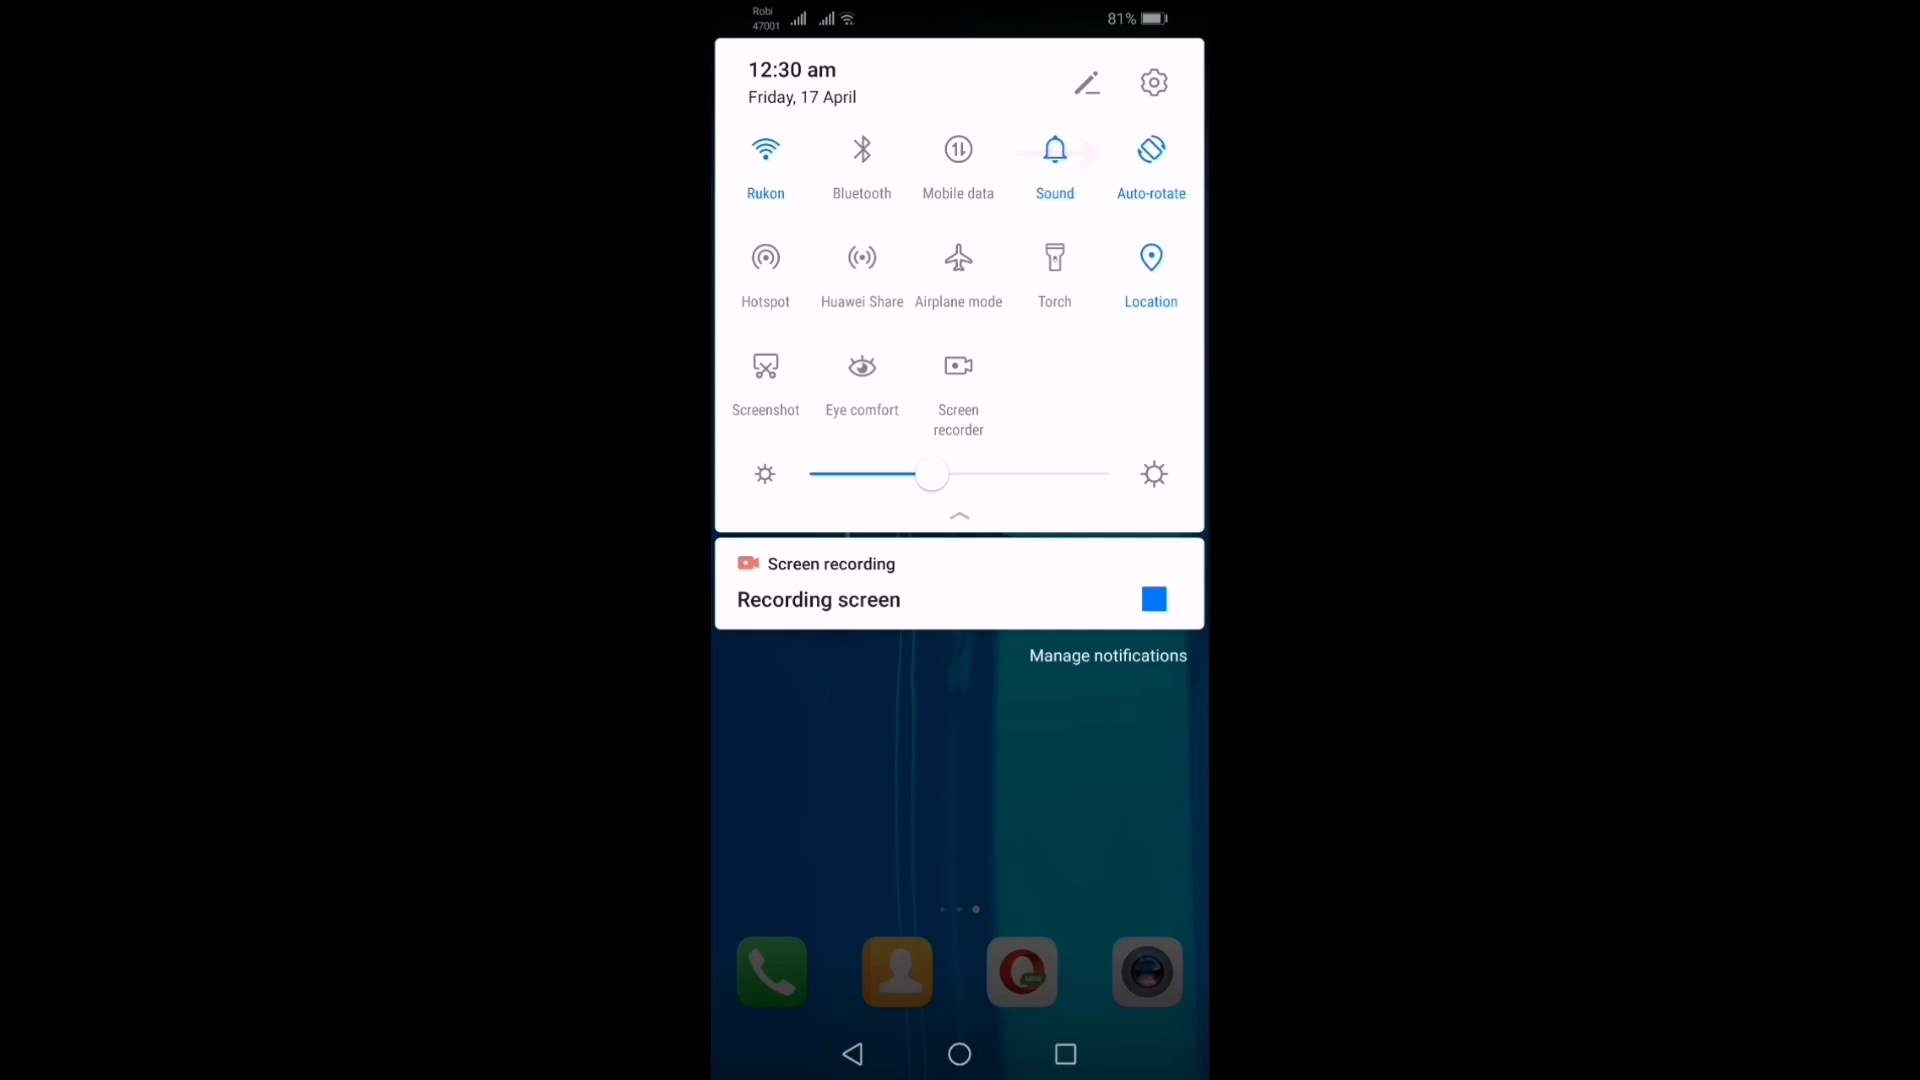 Robi
47001
81%
12:30 am
Friday, 17 April
Rukon
Bluetooth
Mobile data
Sound
Auto-rotate
Hotspot
Huawei Share
Airplane mode
Torch
Location
Screenshot
Eye comfort
Screen
recorder
Screen recording
Recording screen
Manage notifications